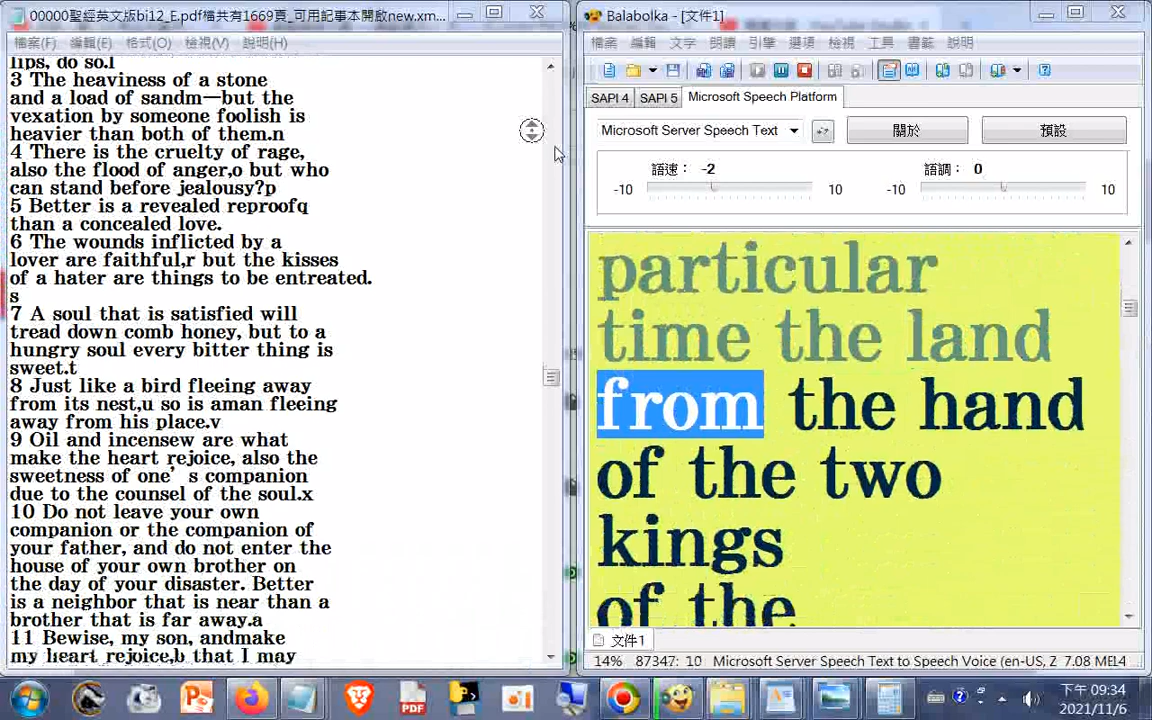 00000聖經英文版bi12_E.pdf檔共有1669頁_可用記事本開啟new.xm...
檔案(F) 編輯(E) 格式(O) 檢視(V) 說明(H)
lips, do so.l
3 The heaviness of a stone
and a load of sandm—but the
vexation by someone foolish is
heavier than both of them.n
4 There is the cruelty of rage,
also the flood of anger,o but who
can stand before jealousy?p
5 Better is a revealed reproofq
than a concealed love.
6 The wounds inflicted by a
lover are faithful,r but the kisses
of a hater are things to be entreated.
s
7 A soul that is satisfied will
tread down comb honey, but to a
hungry soul every bitter thing is
sweet.t
8 Just like a bird fleeing away
from its nest,u so is aman fleeing
away from his place.v
9 Oil and incensew are what
make the heart rejoice, also the
sweetness of one’s companion
due to the counsel of the soul.x
10 Do not leave your own
companion or the companion of
your father, and do not enter the
house of your own brother on
the day of your disaster. Better
is a neighbor that is near than a
brother that is far away.a
11 Bewise, my son, andmake
my heart rejoice,b that I may
Balabolka - [文件1]
檔案 編輯 文字 朗讀 引擎 選項 檢視 工具 書籤 說明
SAPI 4 SAPI 5 Microsoft Speech Platform
Microsoft Server Speech Text 關於 預設
語速: -2 語調: 0
-10 10 -10 10
particular
time the land
from the hand
of the two
kings
of the
文件1
14% 87347: 10 Microsoft Server Speech Text to Speech Voice (en-US, Z 7.08 ME14
PDF
下午 09:34
2021/11/6